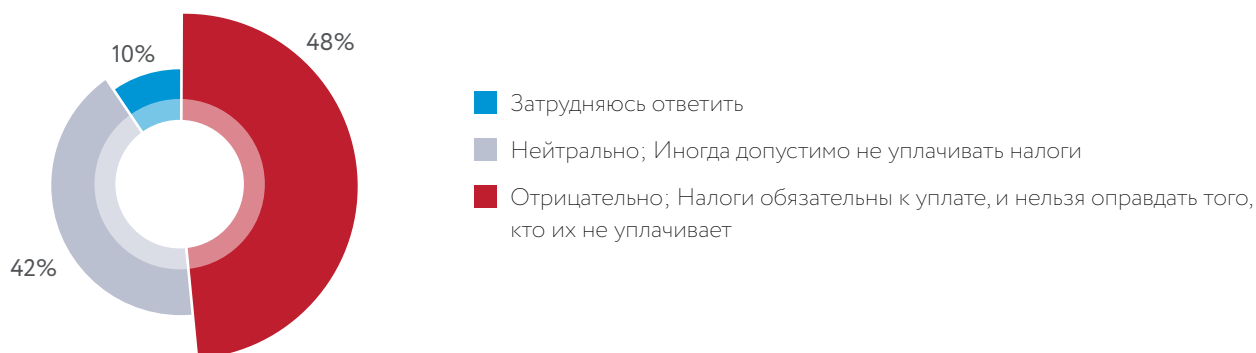 48%
10%
42%
Затрудняюсь ответить
Нейтрально; Иногда допустимо не уплачивать налоги
Отрицательно; Налоги обязательны к уплате, и нельзя оправдать того,
кто их не уплачивает